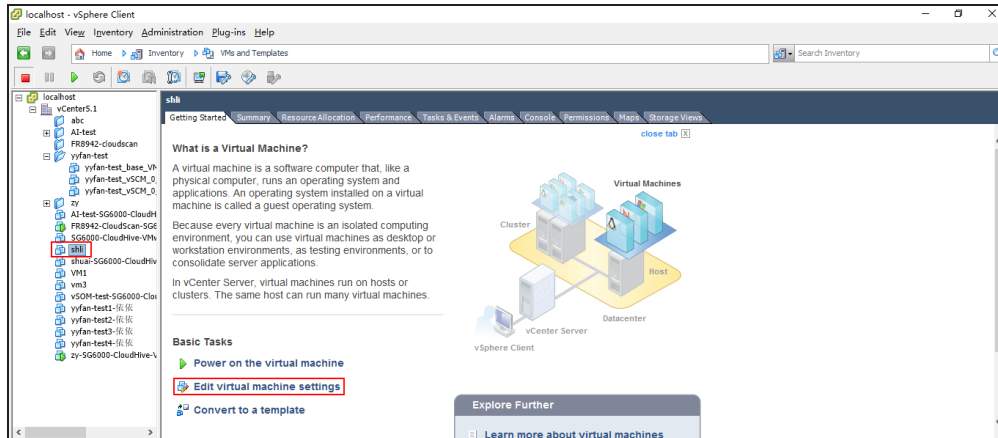 localhost - vSphere Client
File Edit View Inventory Administration Plug-ins Help
Home Inventory VMs and Templates
Search Inventory
localhost
vCenter5.1
abc
AI-test
FR8942-cloudscan
yyfan-test
yyfan-test_base_VM
yyfan-test_vSCM_0
yyfan-test_vSCM_0
zy
AI-test-SG6000-CloudH
FR8942-CloudScan-SG6
SG6000-CloudHive-VMw
shli
shuai-SG6000-CloudHiv
VM1
vm3
vSOM-test-SG6000-Clou
yyfan-test1-依依
yyfan-test2-依依
yyfan-test3-依依
yyfan-test4-依依
zy-SG6000-CloudHive-V
shli
Getting Started Summary Resource Allocation Performance Tasks & Events Alarms Console Permissions Maps Storage Views
close tab
What is a Virtual Machine?
A virtual machine is a software computer that, like a
physical computer, runs an operating system and
applications. An operating system installed on a virtual
machine is called a guest operating system.
Because every virtual machine is an isolated computing
environment, you can use virtual machines as desktop or
workstation environments, as testing environments, or to
consolidate server applications.
In vCenter Server, virtual machines run on hosts or
clusters. The same host can run many virtual machines.
Virtual Machines
Cluster
Host
Datacenter
vCenter Server
vSphere Client
Basic Tasks
Power on the virtual machine
Edit virtual machine settings
Convert to a template
Explore Further
Learn more about virtual machines